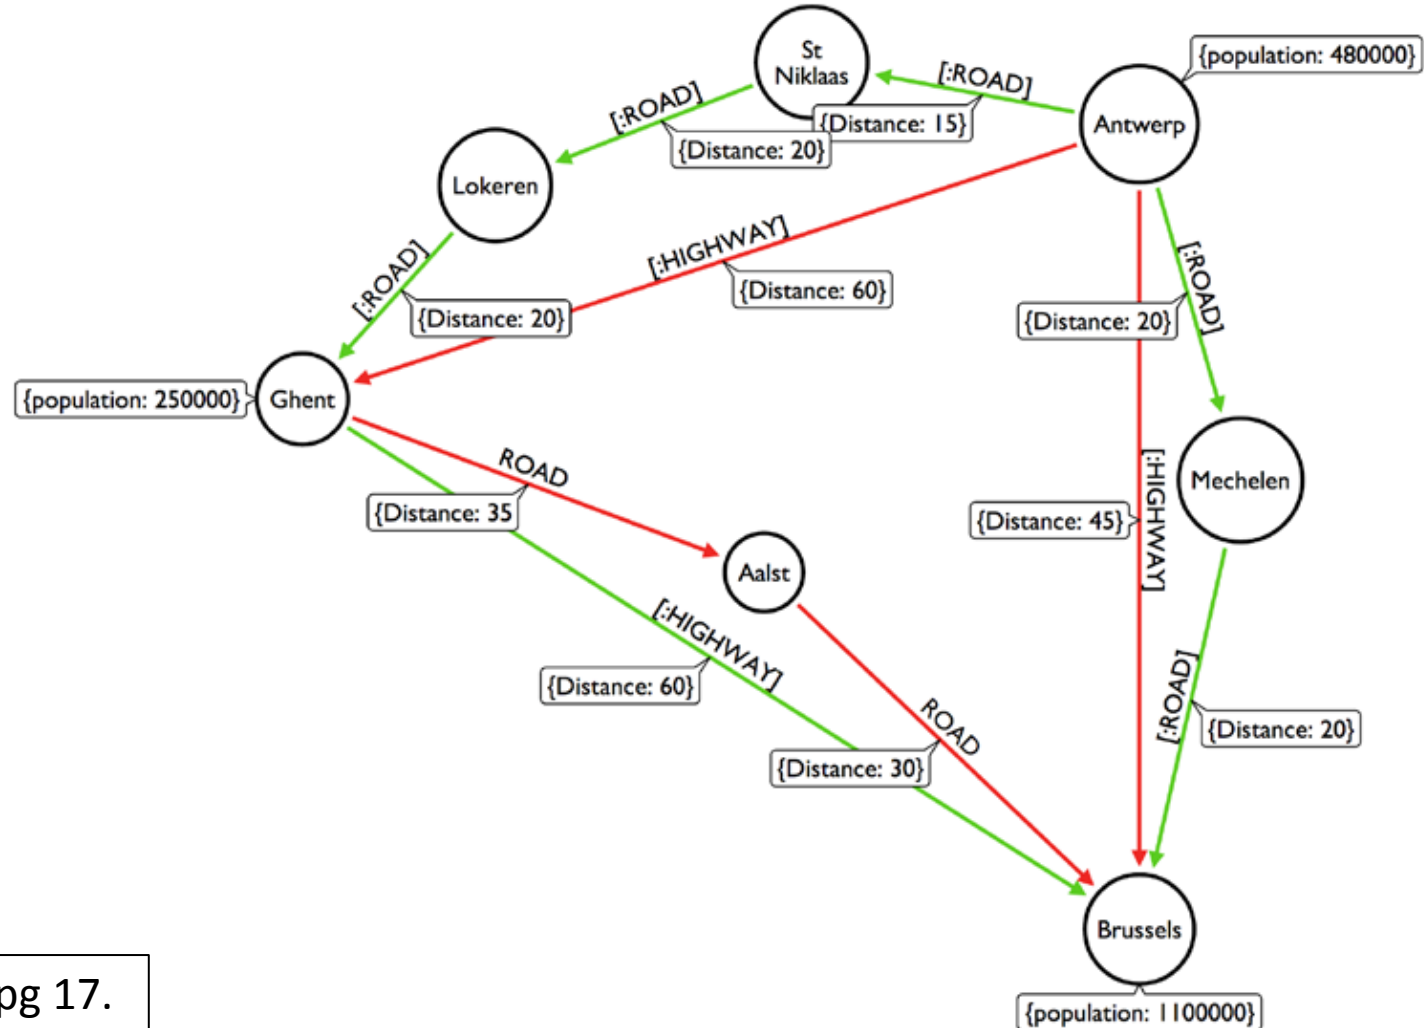 St
Niklaas
{population: 480000}
[:ROAD]
[:ROAD]
{Distance: 15}
Antwerp
{Distance: 20}
Lokeren
[:HIGHWAY]
[:ROAD]
[:ROAD]
{Distance: 60}
{Distance: 20}
{Distance: 20}
{population: 250000}
Ghent
ROAD
{Distance: 35
[:HIGHWAY]
Mechelen
{Distance: 45}
Aalst
[:HIGHWAY]
{Distance: 60}
[:ROAD]
ROAD
{Distance: 20}
{Distance: 30}
Brussels
pg 17.
{population: 1100000}